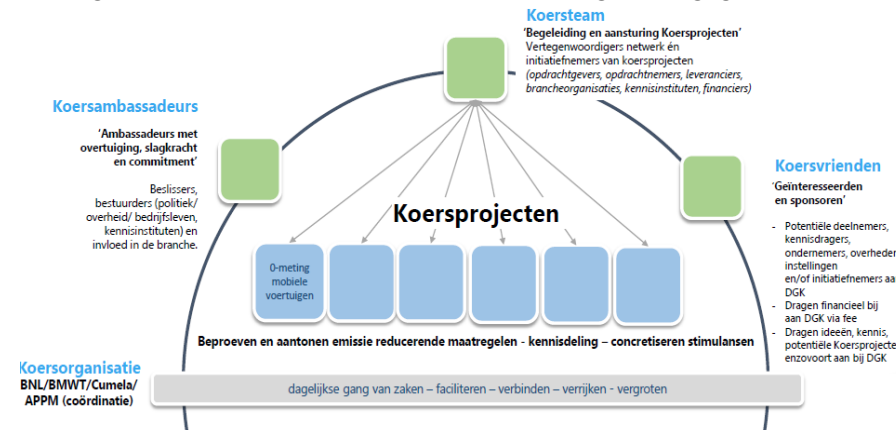 Koersteam
'Begeleiding en aansturing Koersprojecten'
Vertegenwoordigers netwerk én
initiatiefnemers van koersprojecten
(opdrachtgevers, opdrachtnemers, leveranciers,
brancheorganisaties, kennisinstituten, financiers)
Koersambassadeurs
'Ambassadeurs met
overtuiging, slagkracht
en commitment'
Beslissers,
bestuurders (politiek/
overheid/ bedrijfsleven,
kennisinstituten) en
invloed in de branche.
Koersvrienden
'Geïnteresseerden
en sponsoren'
- Potentiële deelnemers,
kennisdragers,
ondernemers, overheden
instellingen
en/of initiatiefnemers aa
DGK
- Dragen financieel bij
aan DGK via fee
- Dragen ideeën, kennis,
potentiële Koersprojecte
enzovoort aan bij DGK
Koersprojecten
0-meting
mobiele
voertuigen
Beproeven en aantonen emissie reducerende maatregelen - kennisdeling – concretiseren stimulansen
Koersorganisatie
BNL/BMWT/Cumela/
APPM (coördinatie)
dagelijkse gang van zaken – faciliteren – verbinden – verrijken - vergroten